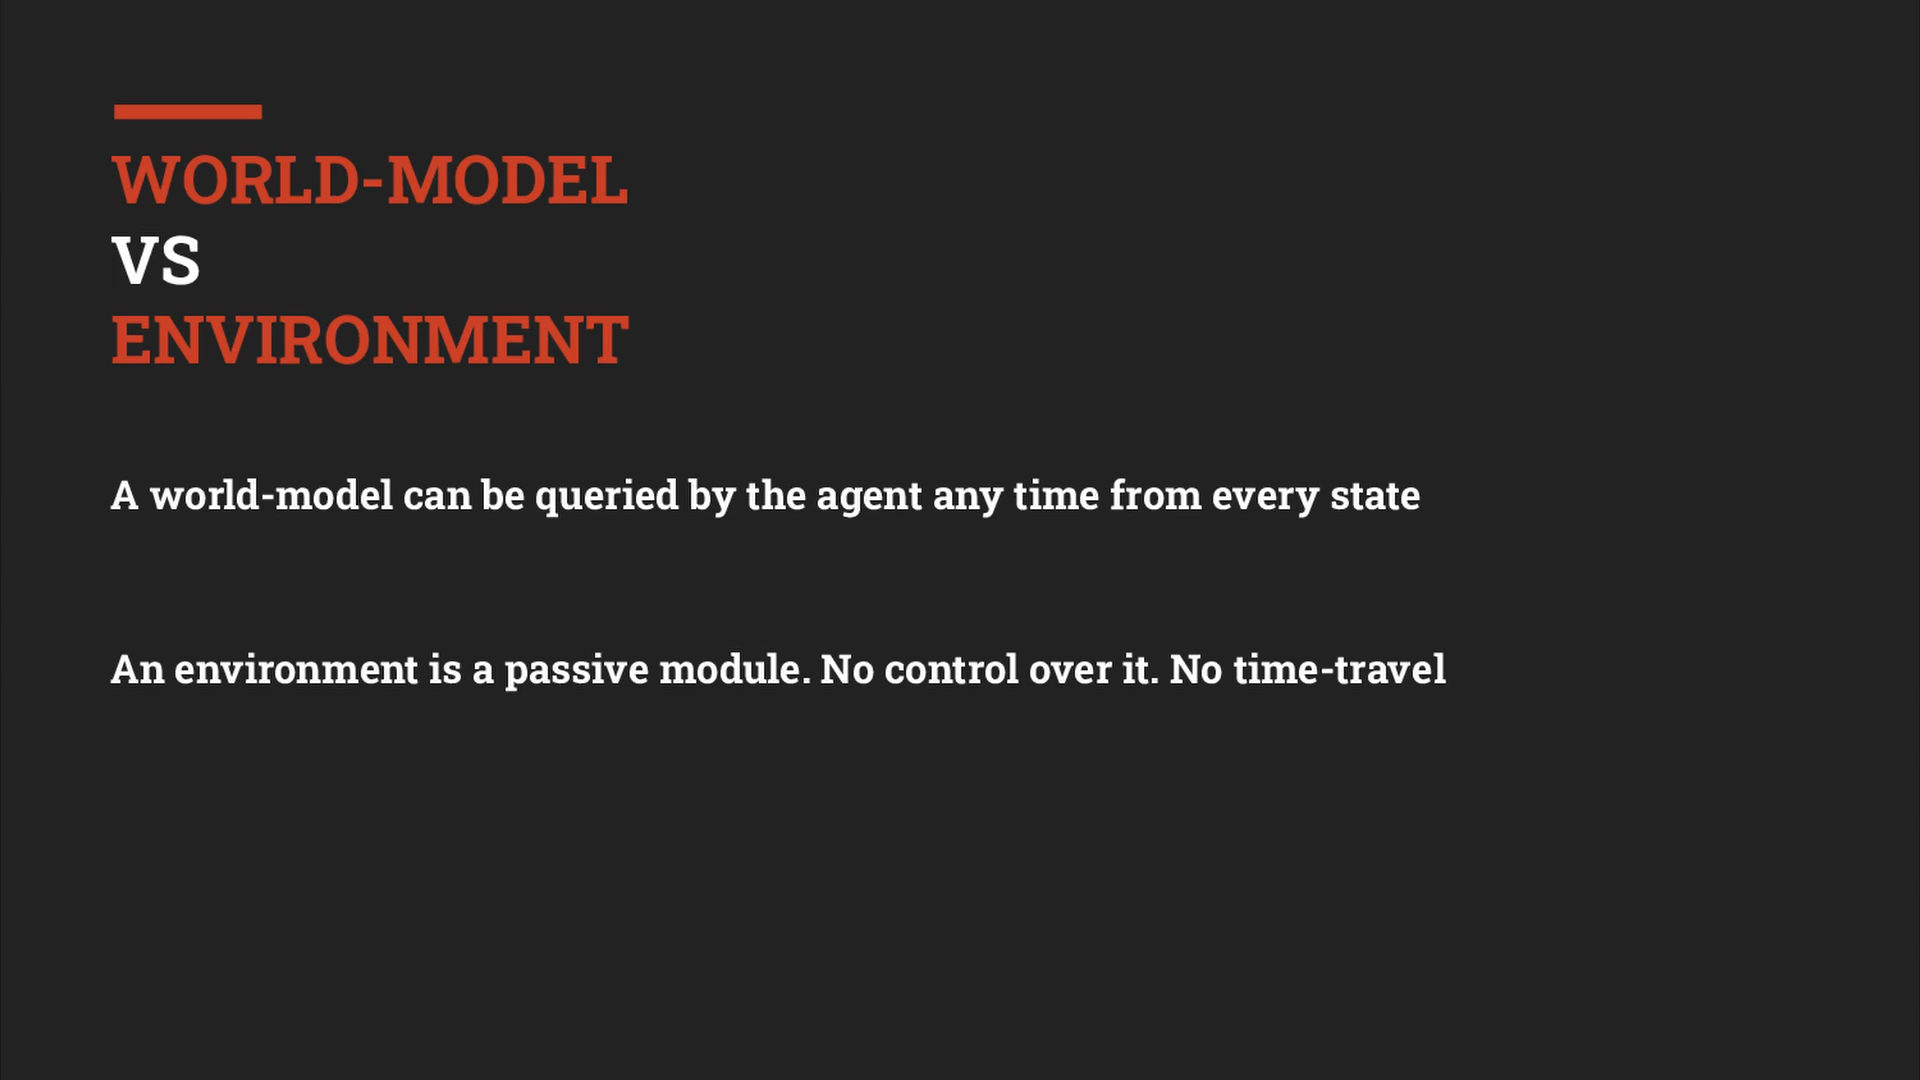 WORLD-MODEL
VS
ENVIRONMENT
A world-model can be queried by the agent any time from every state
An environment is a passive module. No control over it. No time-travel